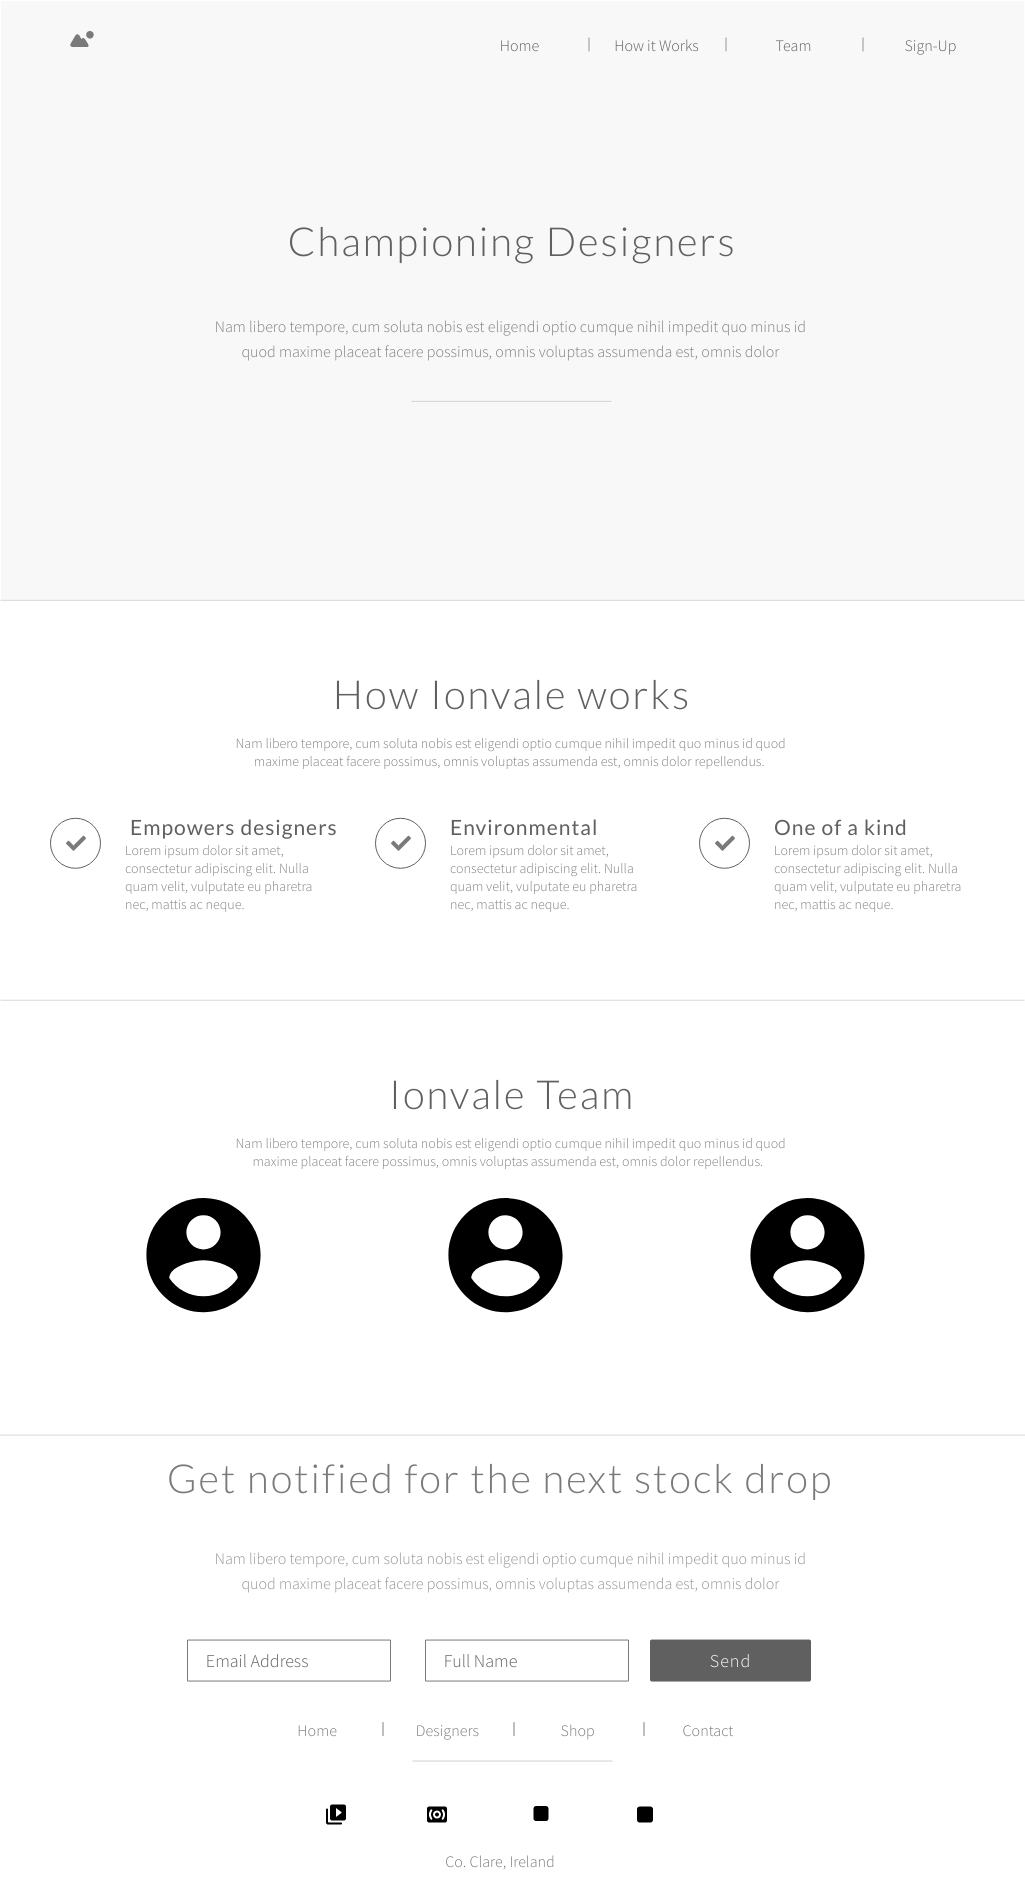 Home | How it Works | Team | Sign-Up
Championing Designers
Nam libero tempore, cum soluta nobis est eligendi optio cumque nihil impedit quo minus id
quod maxime placeat facere possimus, omnis voluptas assumenda est, omnis dolor
How Ionvale works
Nam libero tempore, cum soluta nobis est eligendi optio cumque nihil impedit quo minus id quod
maxime placeat facere possimus, omnis voluptas assumenda est, omnis dolor repellendus.
Empowers designers
Lorem ipsum dolor sit amet,
consectetur adipiscing elit. Nulla
quam velit, vulputate eu pharetra
nec, mattis ac neque.
Environmental
Lorem ipsum dolor sit amet,
consectetur adipiscing elit. Nulla
quam velit, vulputate eu pharetra
nec, mattis ac neque.
One of a kind
Lorem ipsum dolor sit amet,
consectetur adipiscing elit. Nulla
quam velit, vulputate eu pharetra
nec, mattis ac neque.
Ionvale Team
Nam libero tempore, cum soluta nobis est eligendi optio cumque nihil impedit quo minus id quod
maxime placeat facere possimus, omnis voluptas assumenda est, omnis dolor repellendus.
Get notified for the next stock drop
Nam libero tempore, cum soluta nobis est eligendi optio cumque nihil impedit quo minus id
quod maxime placeat facere possimus, omnis voluptas assumenda est, omnis dolor
Email Address
Full Name
Send
Home | Designers | Shop | Contact
Co. Clare, Ireland